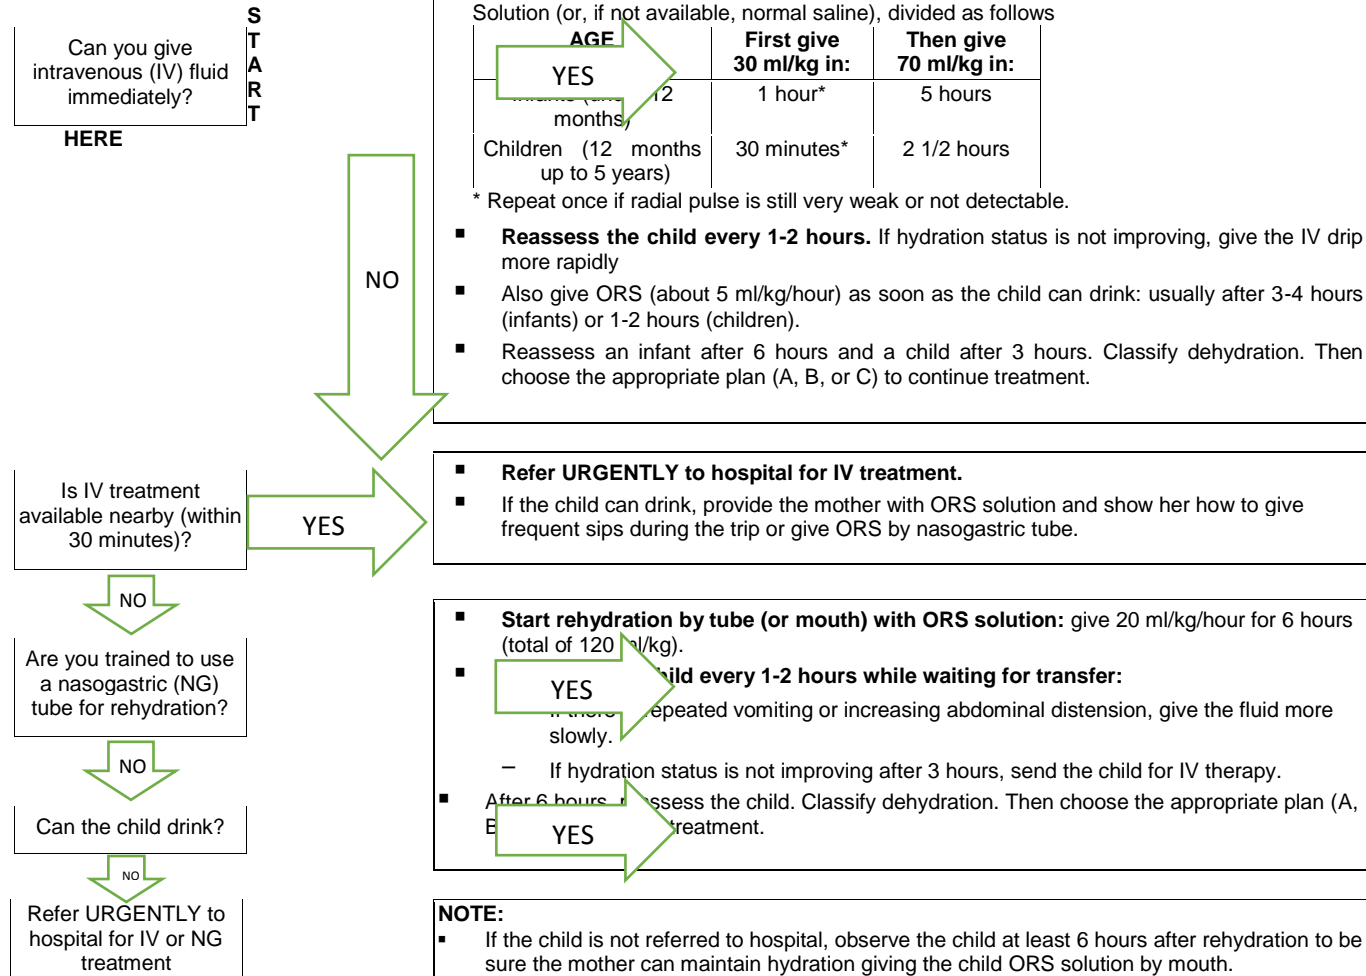 START
HERE
Can you give
intravenous (IV) fluid
immediately?
YES
NO
Solution (or, if not available, normal saline), divided as follows
AGE First give 30 ml/kg in: Then give 70 ml/kg in:
12 months) 1 hour* 5 hours
Children (12 months up to 5 years) 30 minutes* 2 1/2 hours
* Repeat once if radial pulse is still very weak or not detectable.
▪ Reassess the child every 1-2 hours. If hydration status is not improving, give the IV drip
more rapidly
▪ Also give ORS (about 5 ml/kg/hour) as soon as the child can drink: usually after 3-4 hours
(infants) or 1-2 hours (children).
▪ Reassess an infant after 6 hours and a child after 3 hours. Classify dehydration. Then
choose the appropriate plan (A, B, or C) to continue treatment.
Is IV treatment
available nearby (within
30 minutes)?
YES
▪ Refer URGENTLY to hospital for IV treatment.
▪ If the child can drink, provide the mother with ORS solution and show her how to give
frequent sips during the trip or give ORS by nasogastric tube.
NO
Are you trained to use
a nasogastric (NG)
tube for rehydration?
YES
▪ Start rehydration by tube (or mouth) with ORS solution: give 20 ml/kg/hour for 6 hours
(total of 120 ml/kg).
▪ child every 1-2 hours while waiting for transfer:
repeated vomiting or increasing abdominal distension, give the fluid more
slowly.
– If hydration status is not improving after 3 hours, send the child for IV therapy.
▪ After 6 hours, reassess the child. Classify dehydration. Then choose the appropriate plan (A,
treatment.
NO
Can the child drink?
YES
NO
Refer URGENTLY to
hospital for IV or NG
treatment
NOTE:
▪ If the child is not referred to hospital, observe the child at least 6 hours after rehydration to be
sure the mother can maintain hydration giving the child ORS solution by mouth.